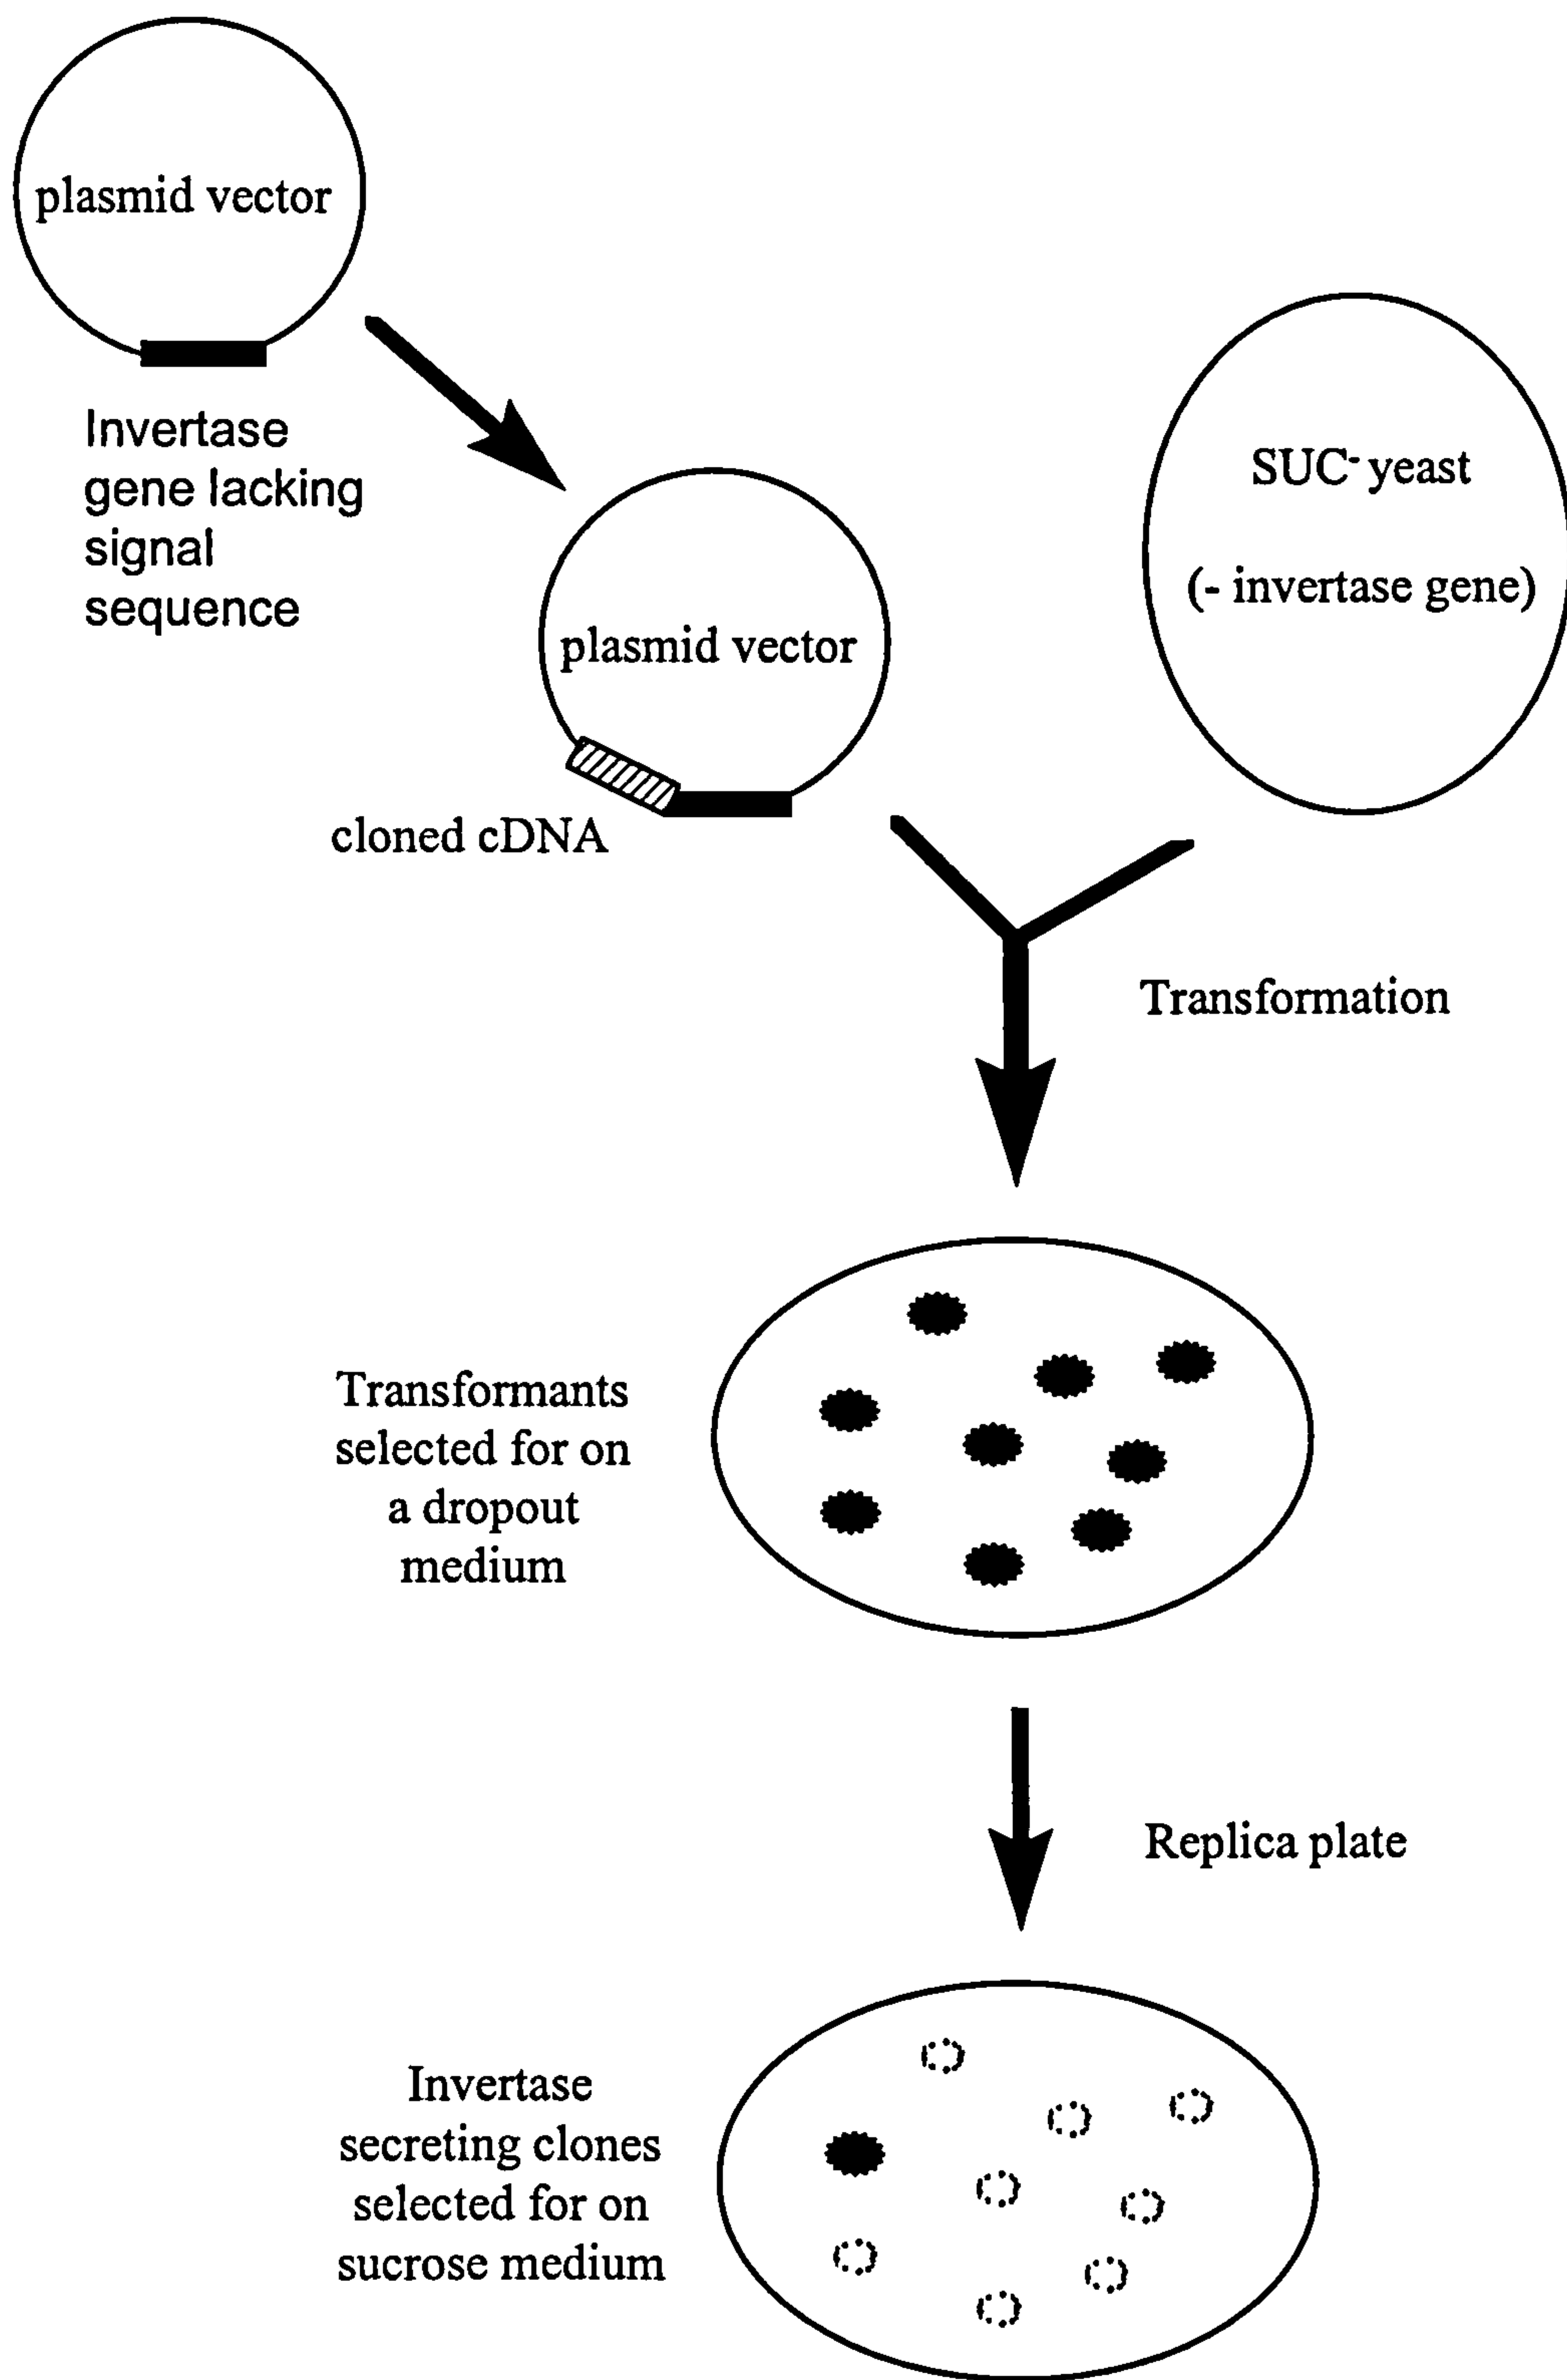 plasmid vector
Invertase
gene lacking
signal
sequence
SUC⁻ yeast
(- invertase gene)
plasmid vector
cloned cDNA
Transformation
Transformants
selected for on
a dropout
medium
Replica plate
Invertase
secreting clones
selected for on
sucrose medium